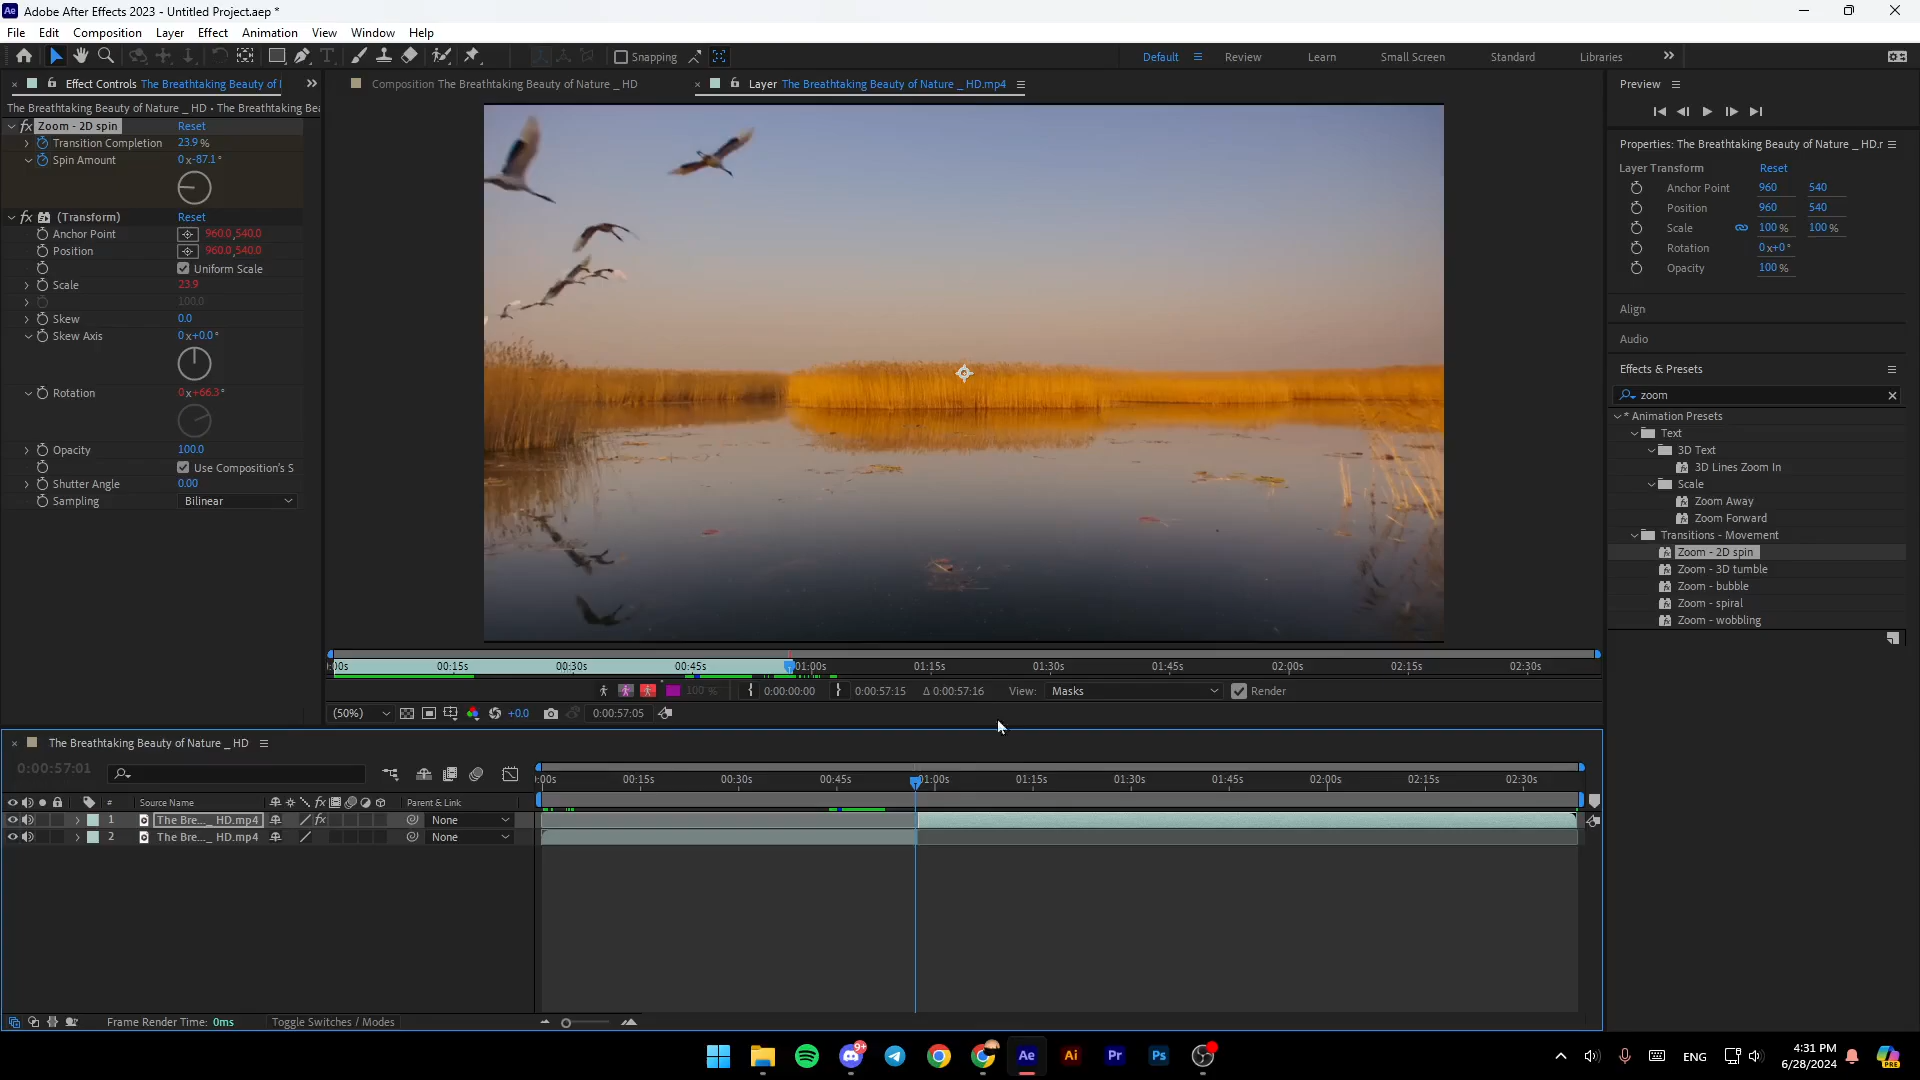 Adobe After Effects 2023 - Untitled Project.aep *
File Edit Composition Layer Effect Animation View Window Help
Snapping
Default Review Learn Small Screen Standard Libraries
Effect Controls The Breathtaking Beauty of
The Breathtaking Beauty of Nature _ HD • The Breathtaking Bea
Zoom - 2D spin Reset
Transition Completion 23.9 %
Spin Amount 0x-87.1°
(Transform) Reset
Anchor Point 960.0,540.0
Position 960.0,540.0
Uniform Scale
Scale 23.9
100.0
Skew 0.0
Skew Axis 0x+0.0°
Rotation 0x+66.3°
Opacity 100.0
Use Composition's S
Shutter Angle 0.00
Sampling Bilinear
Composition The Breathtaking Beauty of Nature _ HD
Layer The Breathtaking Beauty of Nature _ HD.mp4
:00s 00:15s 00:30s 00:45s 01:00s 01:15s 01:30s 01:45s 02:00s 02:15s 02:30s
100 % 0:00:00:00 0:00:57:15 Δ 0:00:57:16 View: Masks Render
(50%) +0.0 0:00:57:05
Preview
Properties: The Breathtaking Beauty of Nature _ HD.r
Layer Transform Reset
Anchor Point 960 540
Position 960 540
Scale 100 % 100 %
Rotation 0x+0°
Opacity 100 %
Align
Audio
Effects & Presets
zoom
* Animation Presets
Text
3D Text
3D Lines Zoom In
Scale
Zoom Away
Zoom Forward
Transitions - Movement
Zoom - 2D spin
Zoom - 3D tumble
Zoom - bubble
Zoom - spiral
Zoom - wobbling
The Breathtaking Beauty of Nature _ HD
0:00:57:01
:00s 00:15s 00:30s 00:45s 01:00s 01:15s 01:30s 01:45s 02:00s 02:15s 02:30s
# Source Name Parent & Link
1 The Bre..._ HD.mp4 None
2 The Bre..._ HD.mp4 None
Frame Render Time: 0ms Toggle Switches / Modes
9+
Ae Ai Pr Ps
ENG
4:31 PM
6/28/2024
PRE